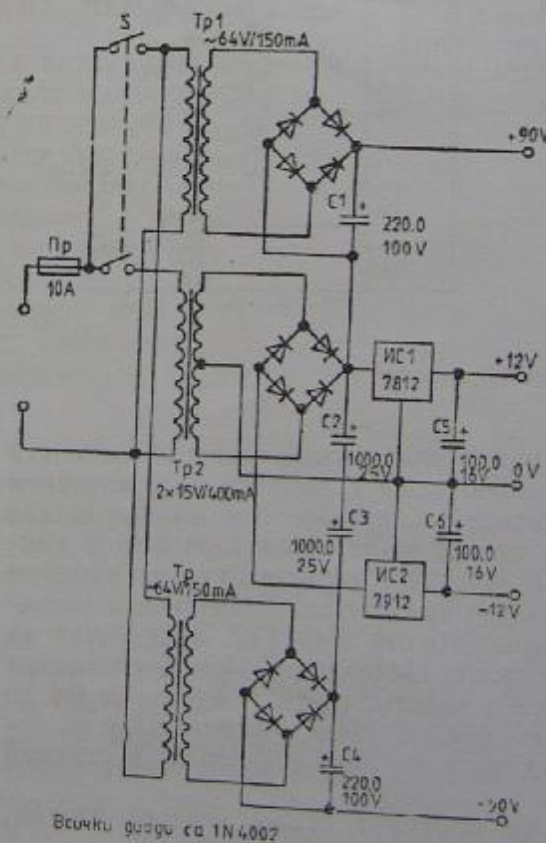 S
Тр1
~64V/150mA
+90V
C1
+
220.0
100V
Пр
10A
ИС1
7812
+12V
C2
+
1000.0
25V
C5
+
100.0
16V
0V
Тр2
2×15V/400mA
C3
+
1000.0
25V
C6
+
100.0
16V
ИС2
7912
-12V
Тр
~64V/150mA
C4
+
220.0
100V
-90V
Всички диоди са 1N4002